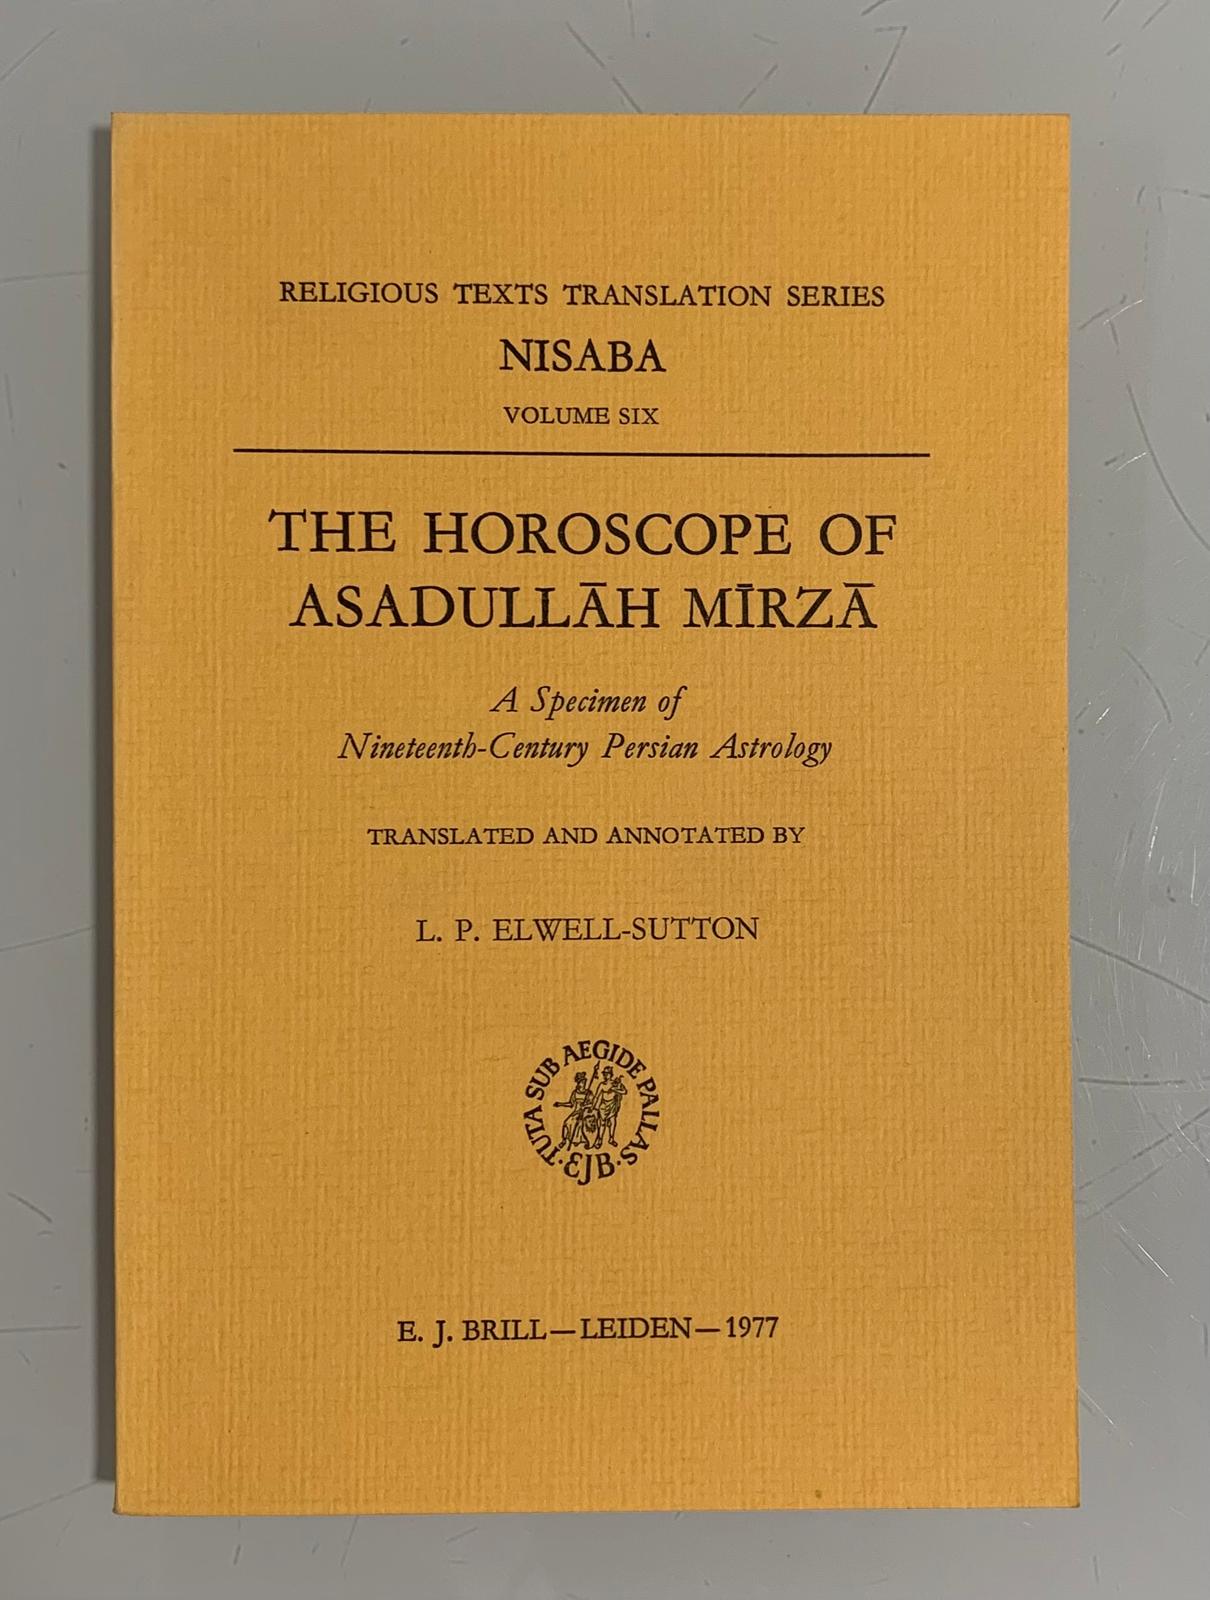 RELIGIOUS TEXTS TRANSLATION SERIES
NISABA
VOLUME SIX
THE HOROSCOPE OF
ASADULLĀH MĪRZĀ
A Specimen of
Nineteenth-Century Persian Astrology
TRANSLATED AND ANNOTATED BY
L. P. ELWELL-SUTTON
TUTA SUB AEGIDE PALLAS
·EJB·
E. J. BRILL—LEIDEN—1977